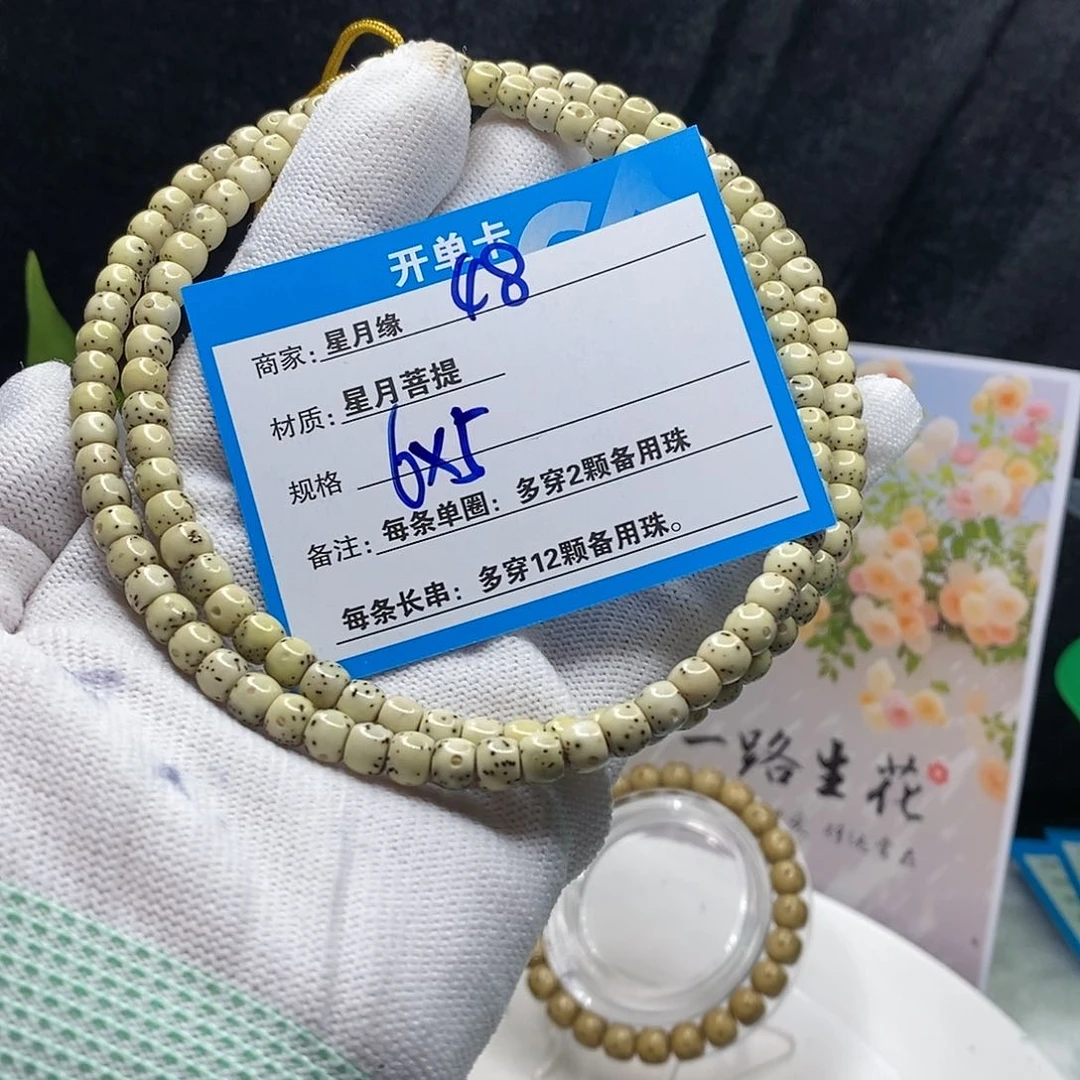 开单卡
48
商家:星月缘
材质:星月菩提
规格 6x5
备注:每条单圈:多穿2颗备用珠
每条长串:多穿12颗备用珠。
一路生花